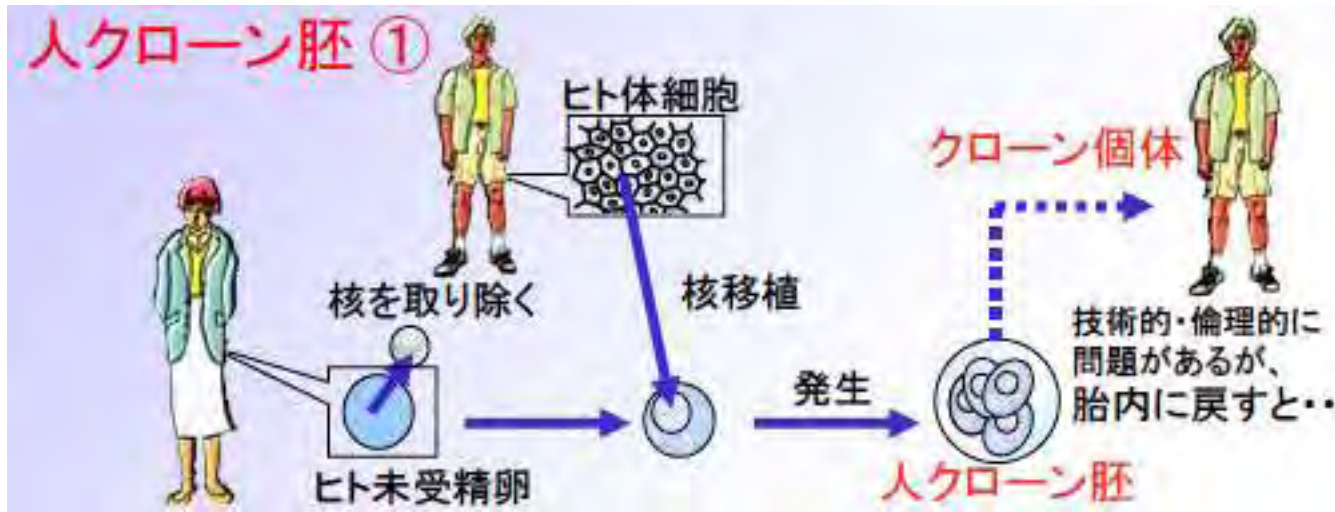 人クローン胚 ①
ヒト体細胞
クローン個体
核を取り除く
核移植
技術的・倫理的に
問題があるが、
胎内に戻すと・・
発生
ヒト未受精卵
人クローン胚